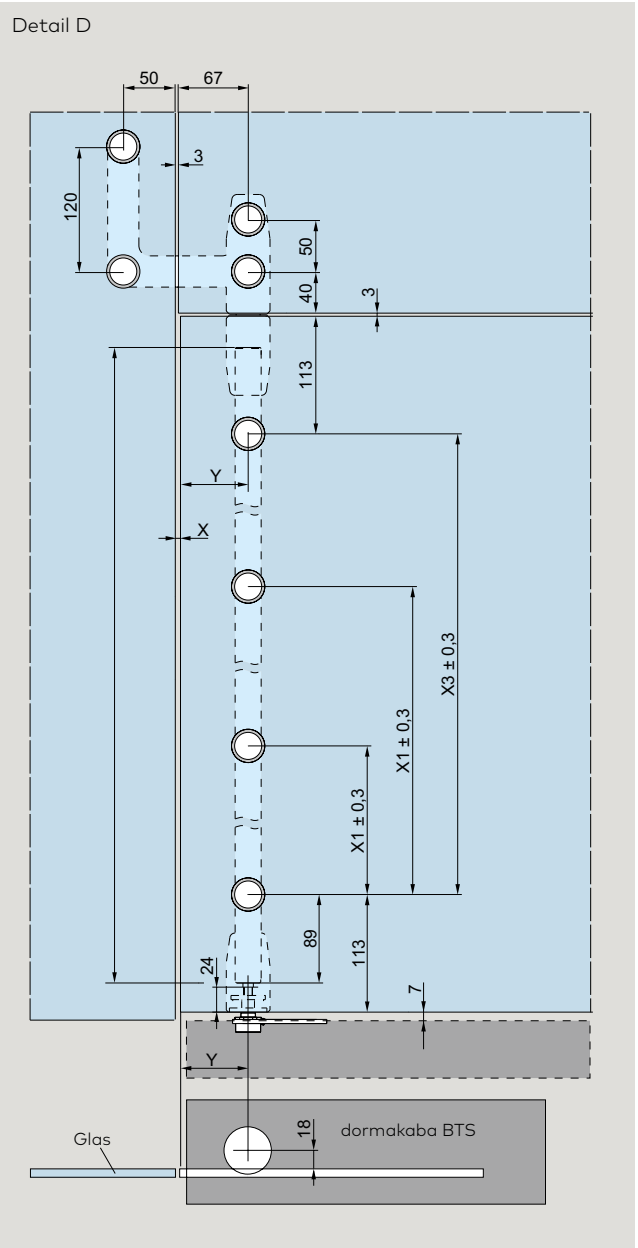 Detail D
50
67
3
120
50
40
3
113
Y
X
X3 ± 0,3
X1 ± 0,3
X1 ± 0,3
89
113
24
7
Y
18
dormakaba BTS
Glas